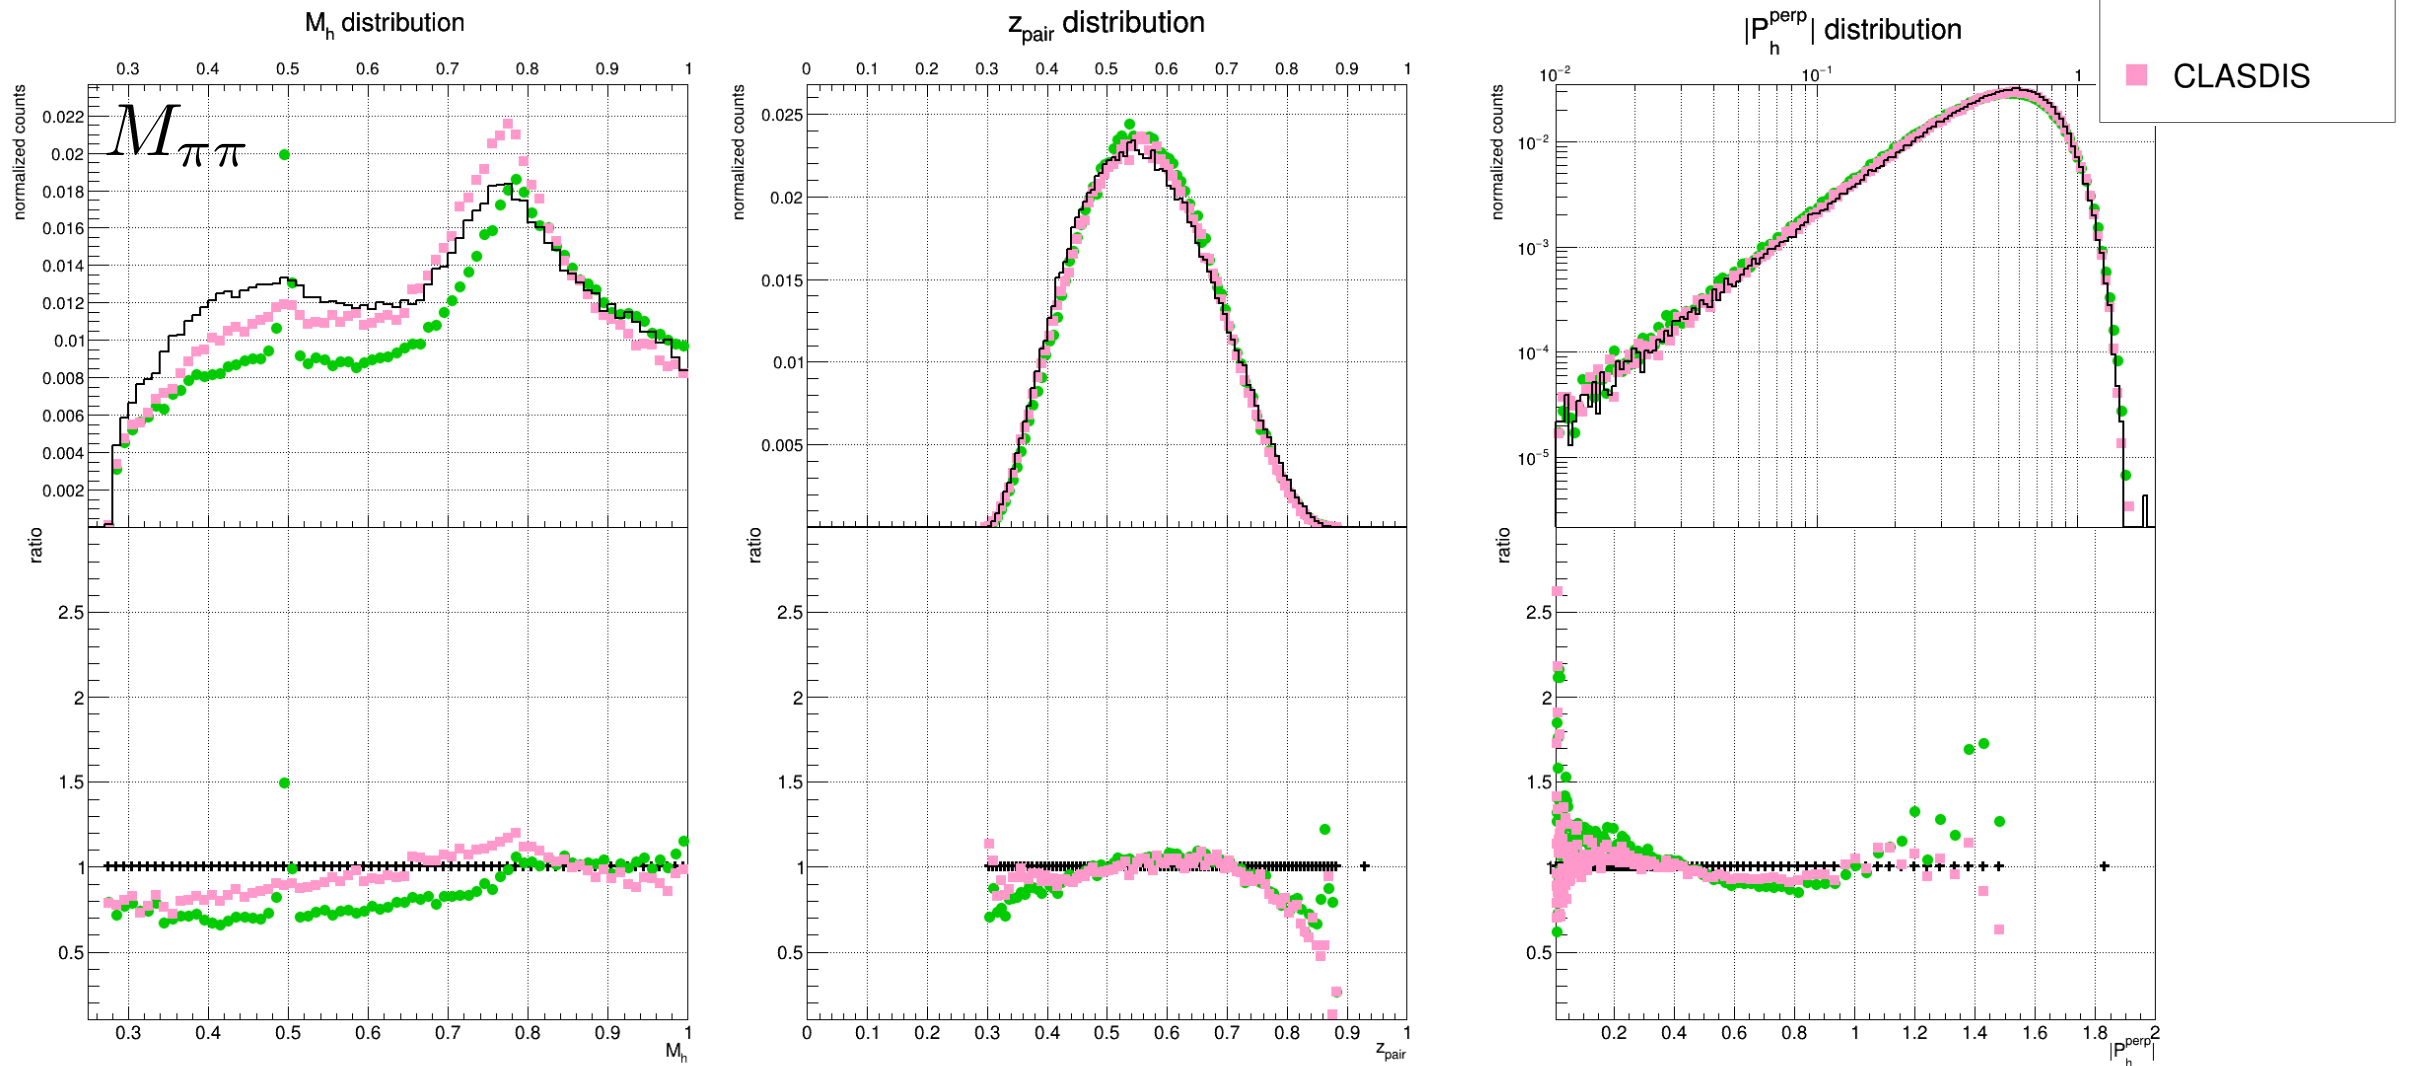 M_h distribution
0.3 0.4 0.5 0.6 0.7 0.8 0.9 1
normalized counts
M_ππ
0.022
0.02
0.018
0.016
0.014
0.012
0.01
0.008
0.006
0.004
0.002
ratio
2.5
2
1.5
1
0.5
0.3 0.4 0.5 0.6 0.7 0.8 0.9 1
M_h
z_pair distribution
0 0.1 0.2 0.3 0.4 0.5 0.6 0.7 0.8 0.9 1
normalized counts
0.025
0.02
0.015
0.01
0.005
ratio
2.5
2
1.5
1
0.5
0 0.1 0.2 0.3 0.4 0.5 0.6 0.7 0.8 0.9 1
z_pair
|P_h^perp| distribution
10^−2 10^−1 1
normalized counts
10^−2
10^−3
10^−4
10^−5
ratio
2.5
2
1.5
1
0.5
0.2 0.4 0.6 0.8 1 1.2 1.4 1.6 1.8 2
|P_h^perp|
CLASDIS